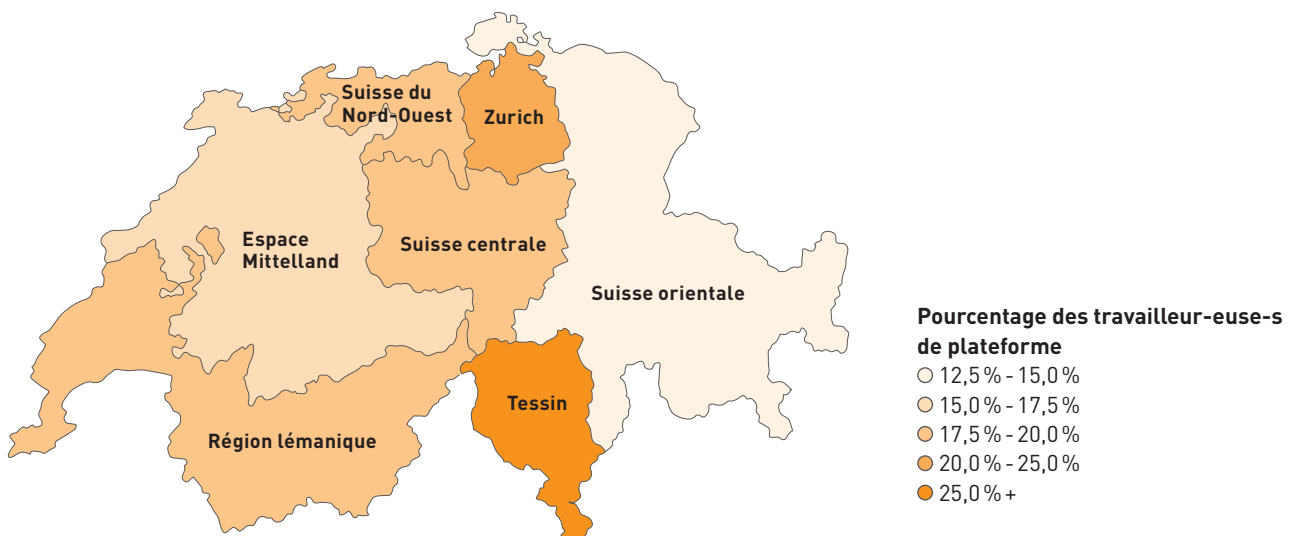 Suisse du
Nord-Ouest
Zurich
Espace
Mittelland
Suisse centrale
Suisse orientale
Tessin
Région lémanique
Pourcentage des travailleur-euse-s
de plateforme
12,5 % - 15,0 %
15,0 % - 17,5 %
17,5 % - 20,0 %
20,0 % - 25,0 %
25,0 % +